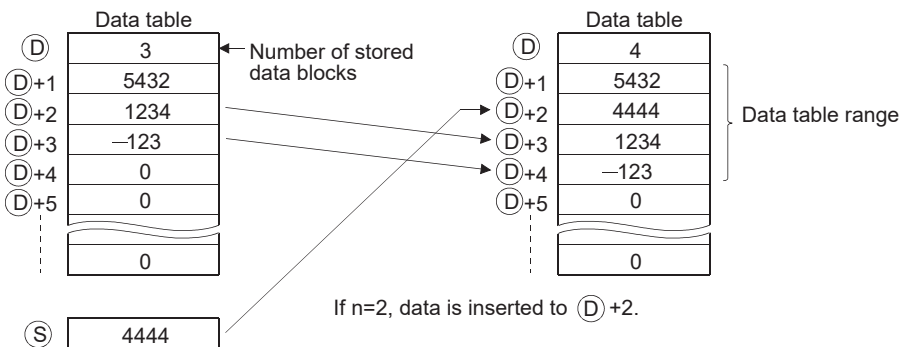 Data table
Data table
D
3
Number of stored
data blocks
D
4
D+1
5432
D+1
5432
D+2
1234
D+2
4444
Data table range
D+3
—123
D+3
1234
D+4
0
D+4
—123
D+5
0
D+5
0
0
0
If n=2, data is inserted to D+2.
S
4444